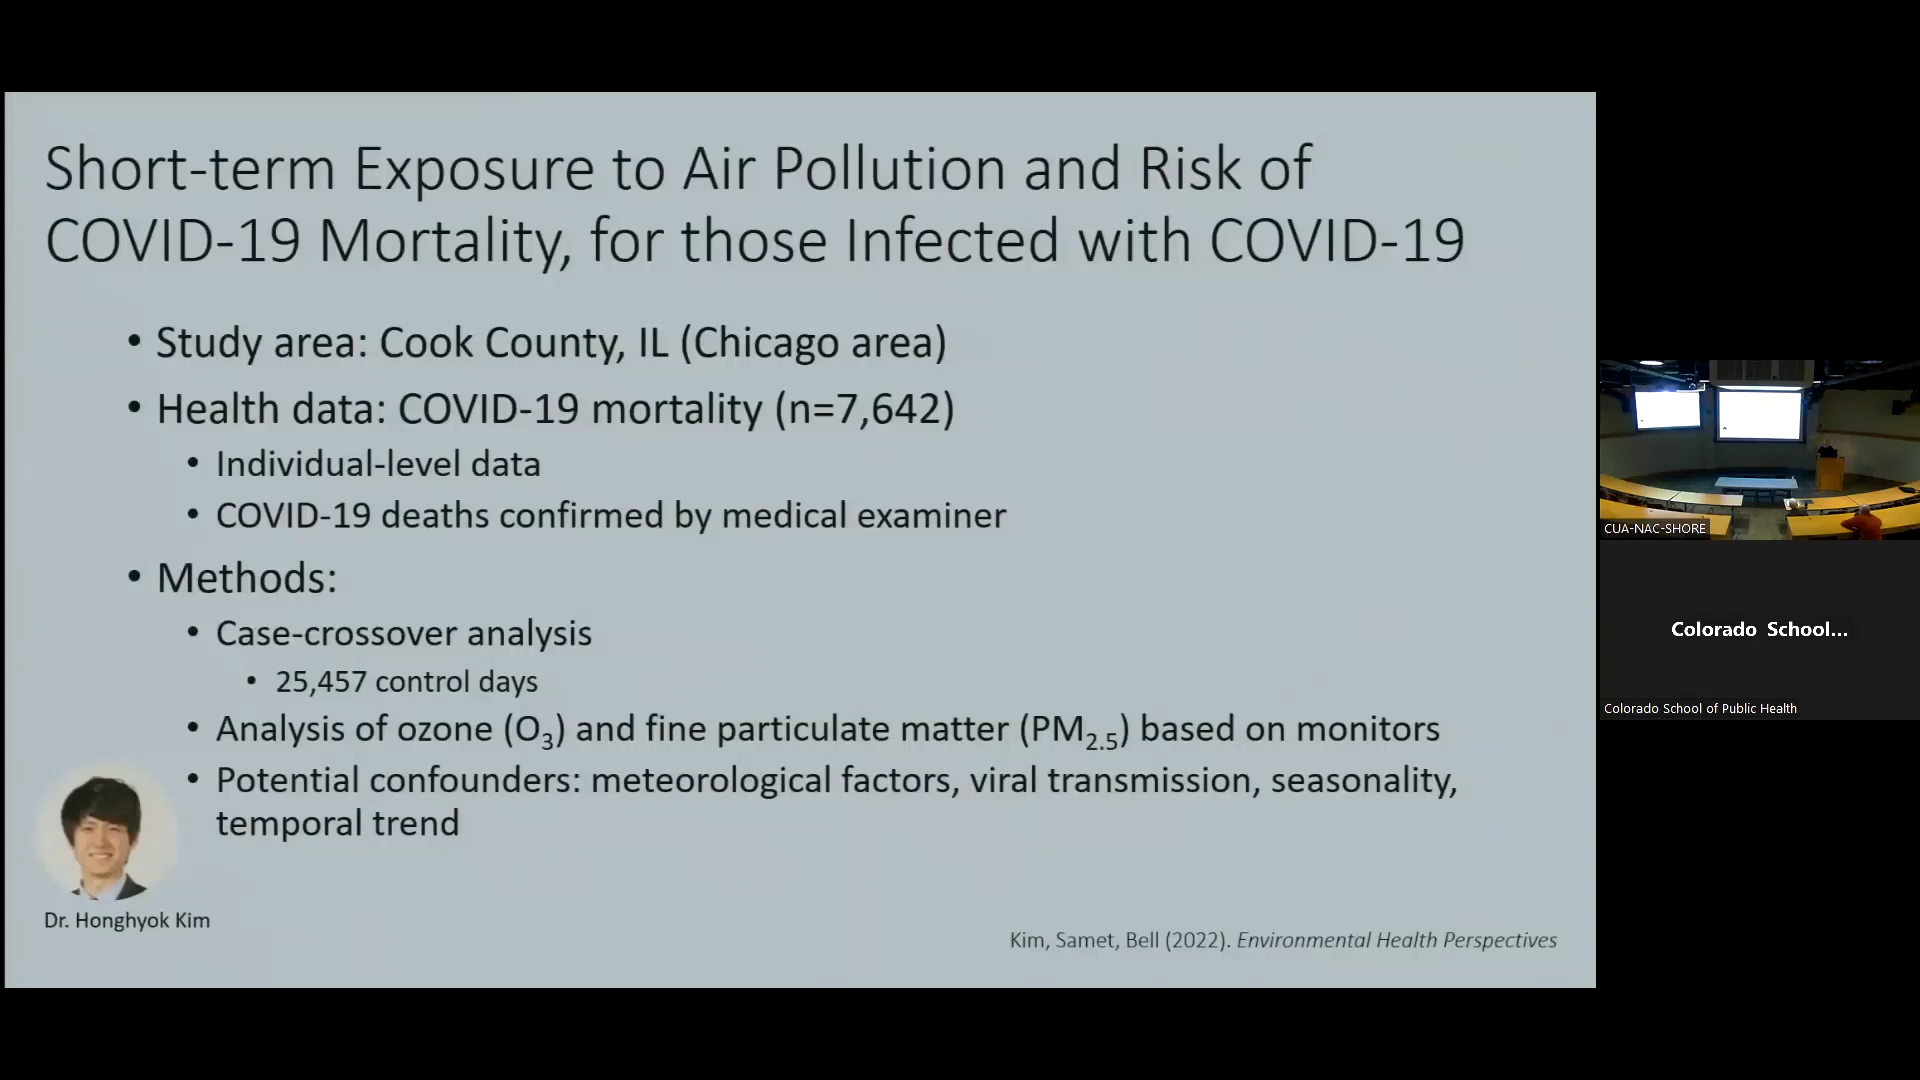 Short-term Exposure to Air Pollution and Risk of
COVID-19 Mortality, for those Infected with COVID-19
• Study area: Cook County, IL (Chicago area)
• Health data: COVID-19 mortality (n=7,642)
• Individual-level data
• COVID-19 deaths confirmed by medical examiner
• Methods:
• Case-crossover analysis
• 25,457 control days
• Analysis of ozone (O3) and fine particulate matter (PM2.5) based on monitors
• Potential confounders: meteorological factors, viral transmission, seasonality,
temporal trend
Dr. Honghyok Kim
Kim, Samet, Bell (2022). Environmental Health Perspectives
CUA-NAC-SHORE
Colorado School...
Colorado School of Public Health